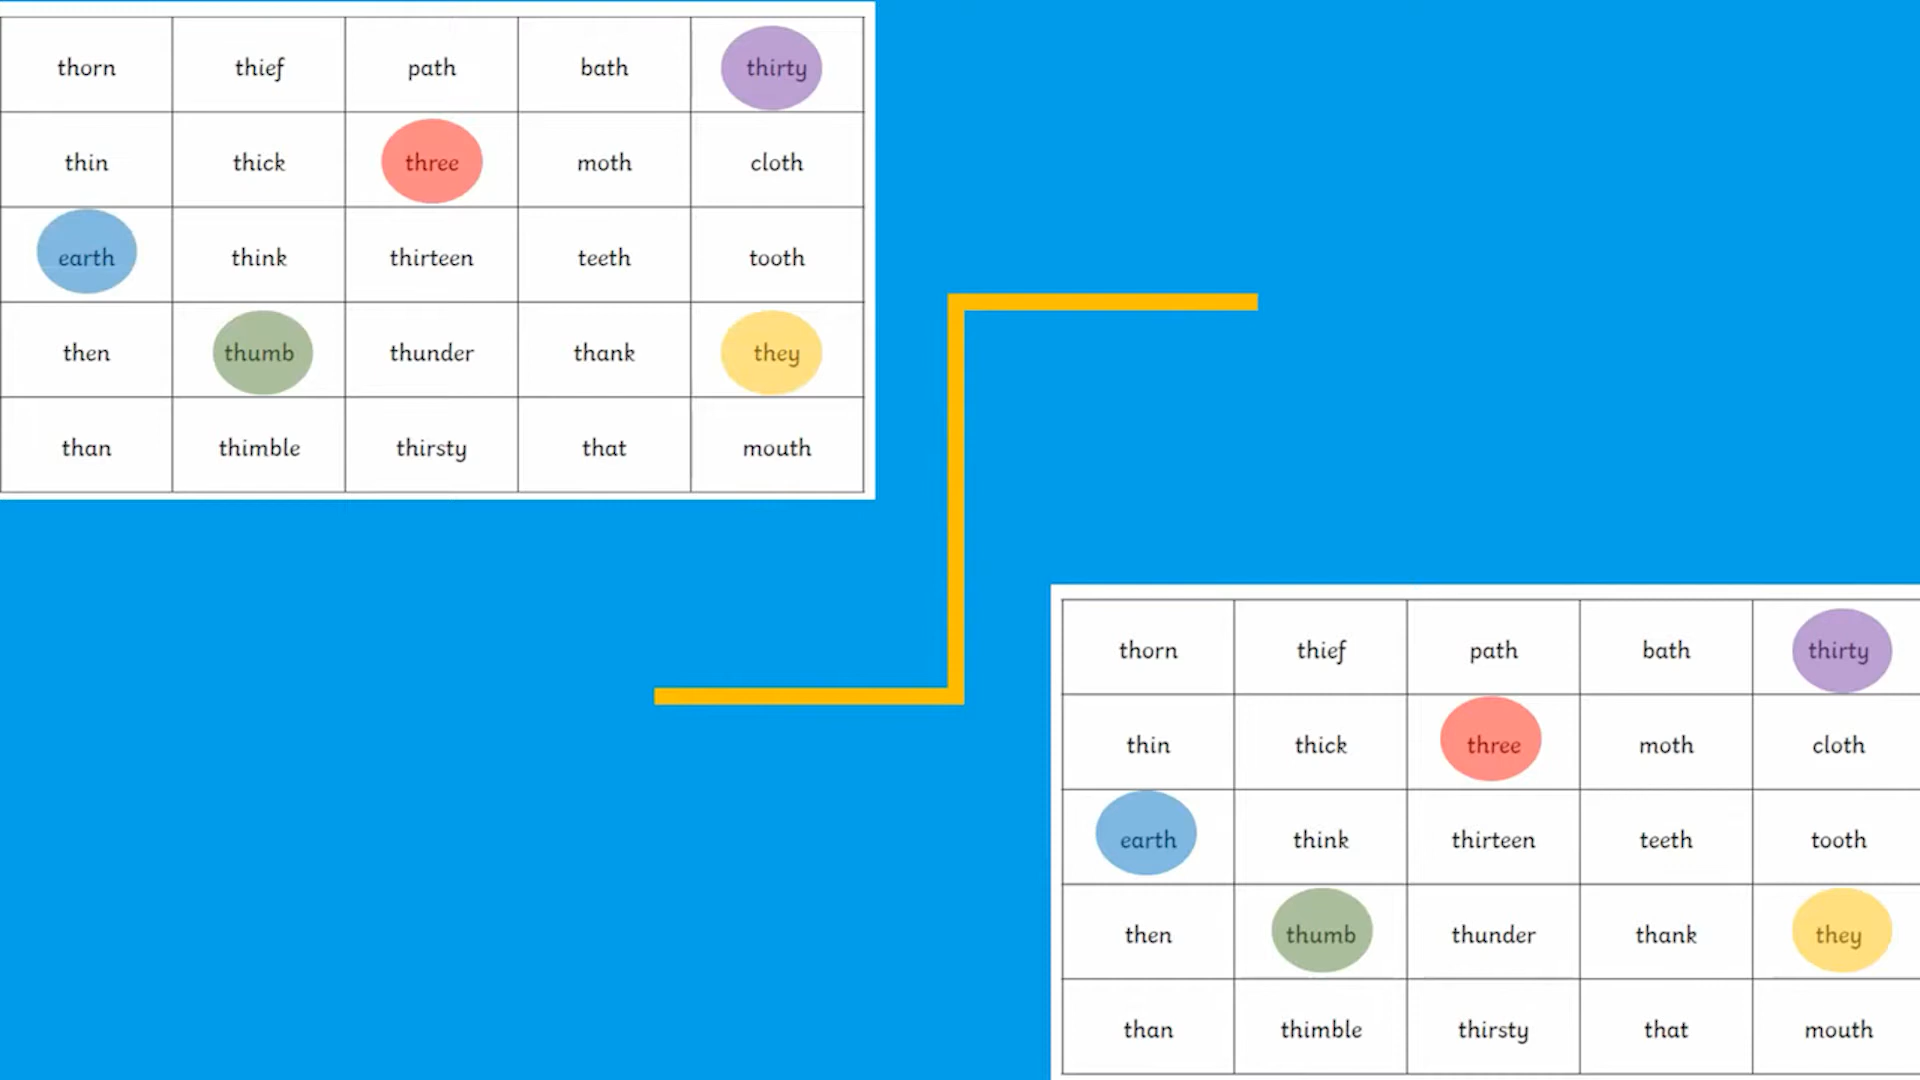 thorn thief path bath thirty
thin thick three moth cloth
earth think thirteen teeth tooth
then thumb thunder thank they
than thimble thirsty that mouth
thorn thief path bath thirty
thin thick three moth cloth
earth think thirteen teeth tooth
then thumb thunder thank they
than thimble thirsty that mouth